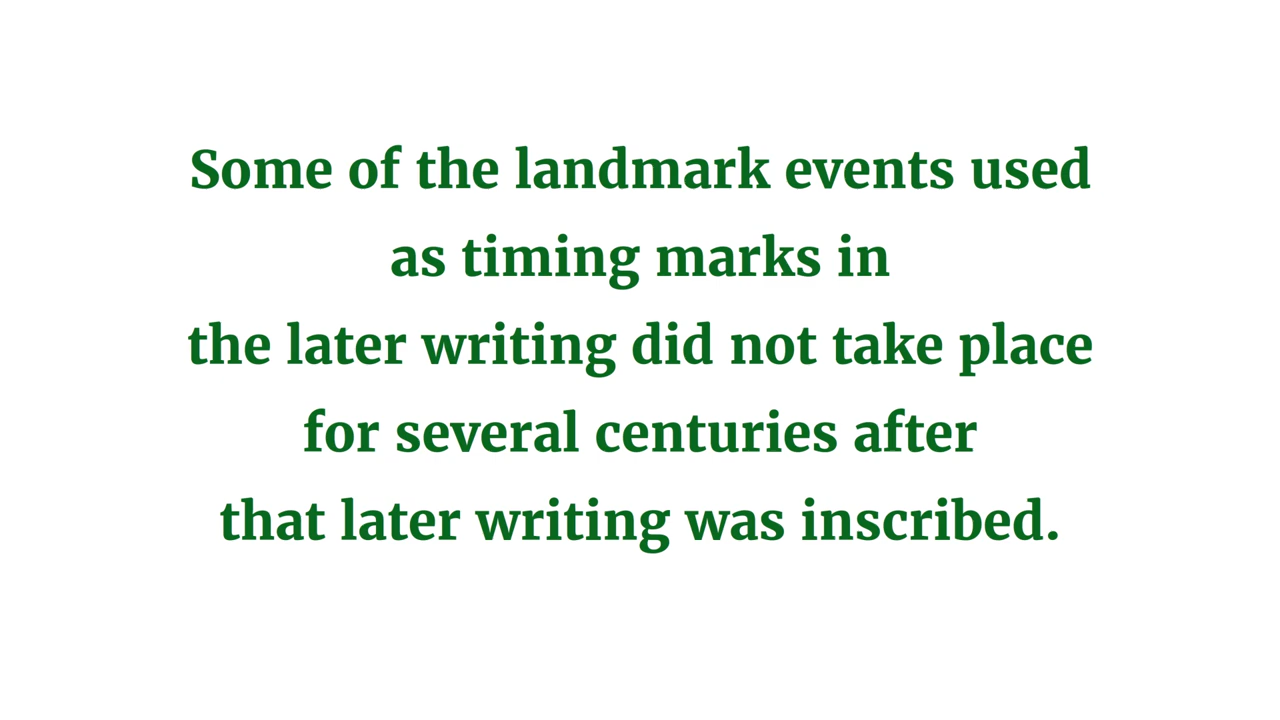 Some of the landmark events used
as timing marks in
the later writing did not take place
for several centuries after
that later writing was inscribed.